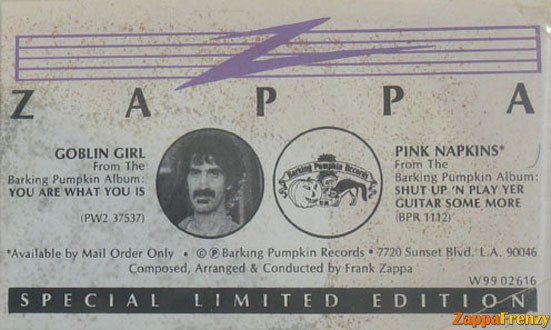 ZAPPA
GOBLIN GIRL
From The
Barking Pumpkin Album:
YOU ARE WHAT YOU IS
(PW2 37537)
Barking Pumpkin Records
PINK NAPKINS*
From The
Barking Pumpkin Album:
SHUT UP 'N PLAY YER
GUITAR SOME MORE
(BPR 1112)
*Available by Mail Order Only • © ℗ Barking Pumpkin Records • 7720 Sunset Blvd. L.A. 90046
Composed, Arranged & Conducted by Frank Zappa
W99 02616
SPECIAL LIMITED EDITION
ZappaFrenzy